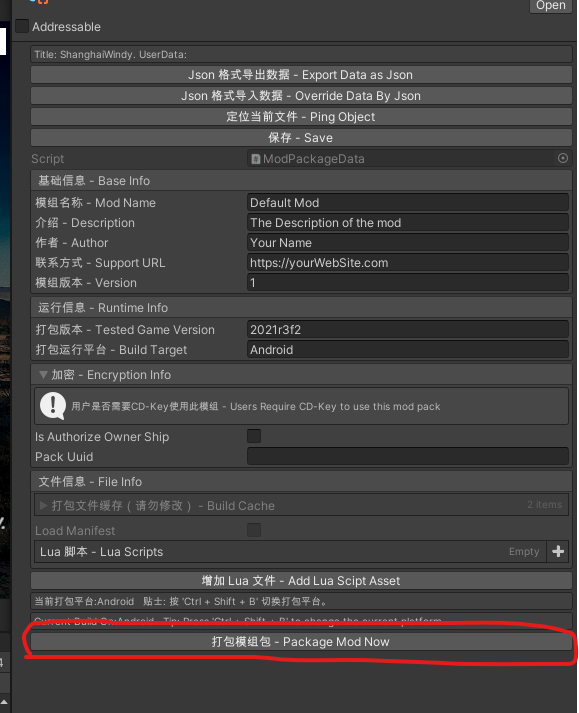 Open
Addressable
Title: ShanghaiWindy. UserData:
Json 格式导出数据 - Export Data as Json
Json 格式导入数据 - Override Data By Json
定位当前文件 - Ping Object
保存 - Save
Script ModPackageData
基础信息 - Base Info
模组名称 - Mod Name Default Mod
介绍 - Description The Description of the mod
作者 - Author Your Name
联系方式 - Support URL https://yourWebSite.com
模组版本 - Version 1
运行信息 - Runtime Info
打包版本 - Tested Game Version 2021r3f2
打包运行平台 - Build Target Android
加密 - Encryption Info
用户是否需要CD-Key使用此模组 - Users Require CD-Key to use this mod pack
Is Authorize Owner Ship
Pack Uuid
文件信息 - File Info
打包文件缓存 ( 请勿修改 ) - Build Cache 2 items
Load Manifest
Lua 脚本 - Lua Scripts Empty
增加 Lua 文件 - Add Lua Scipt Asset
当前打包平台:Android 贴士: 按 'Ctrl + Shift + B' 切换打包平台。
Current Build On:Android Tip: Press 'Ctrl + Shift + B' to change the current platform
打包模组包 - Package Mod Now
4